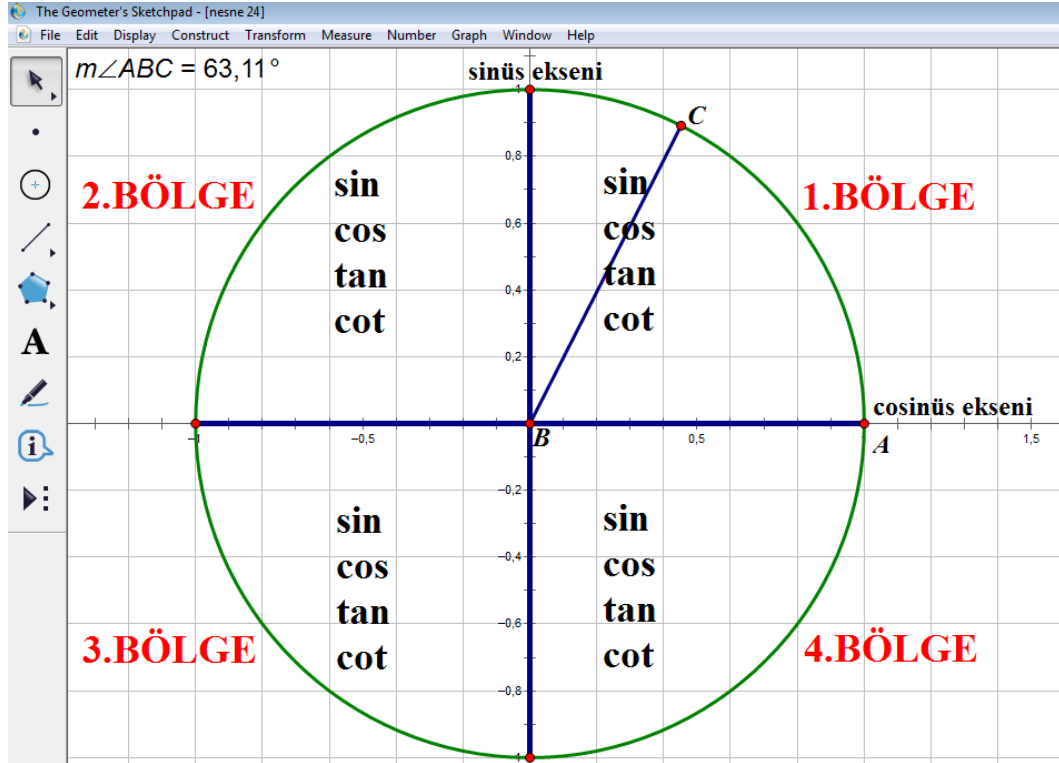 The Geometer's Sketchpad - [nesne 24]
File Edit Display Construct Transform Measure Number Graph Window Help
m∠ABC = 63,11°
sinüs ekseni
1
C
0,8
2.BÖLGE
sin
cos
tan
cot
sin
cos
tan
cot
1.BÖLGE
0,6
0,4
0,2
A
cosinüs ekseni
-1
-0,5
B
0,5
A
1,5
-0,2
-0,4
-0,6
-0,8
-1
3.BÖLGE
sin
cos
tan
cot
sin
cos
tan
cot
4.BÖLGE